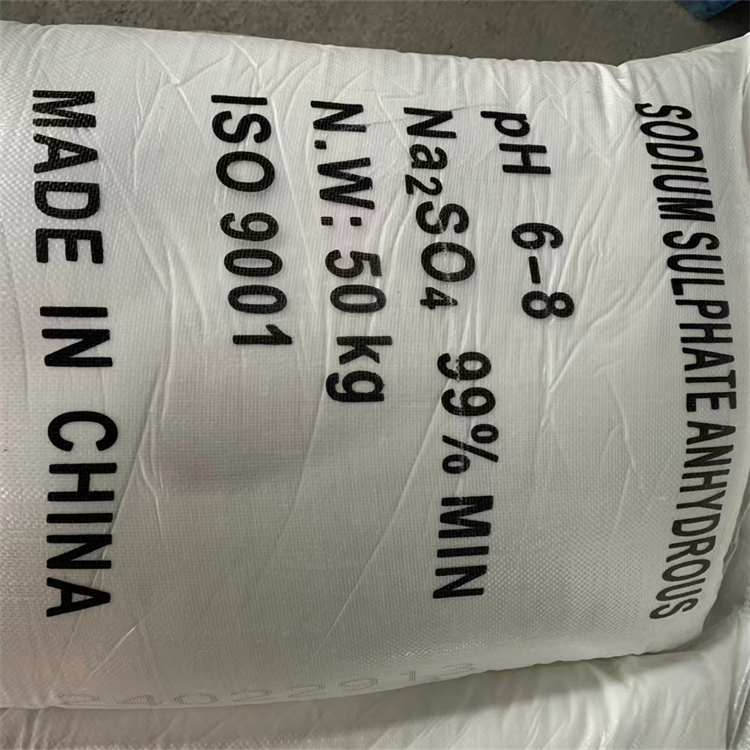 SODIUM SULPHATE ANHYDROUS
pH 6-8
Na₂SO₄ 99% MIN
N.W: 50 kg
ISO 9001
MADE IN CHINA